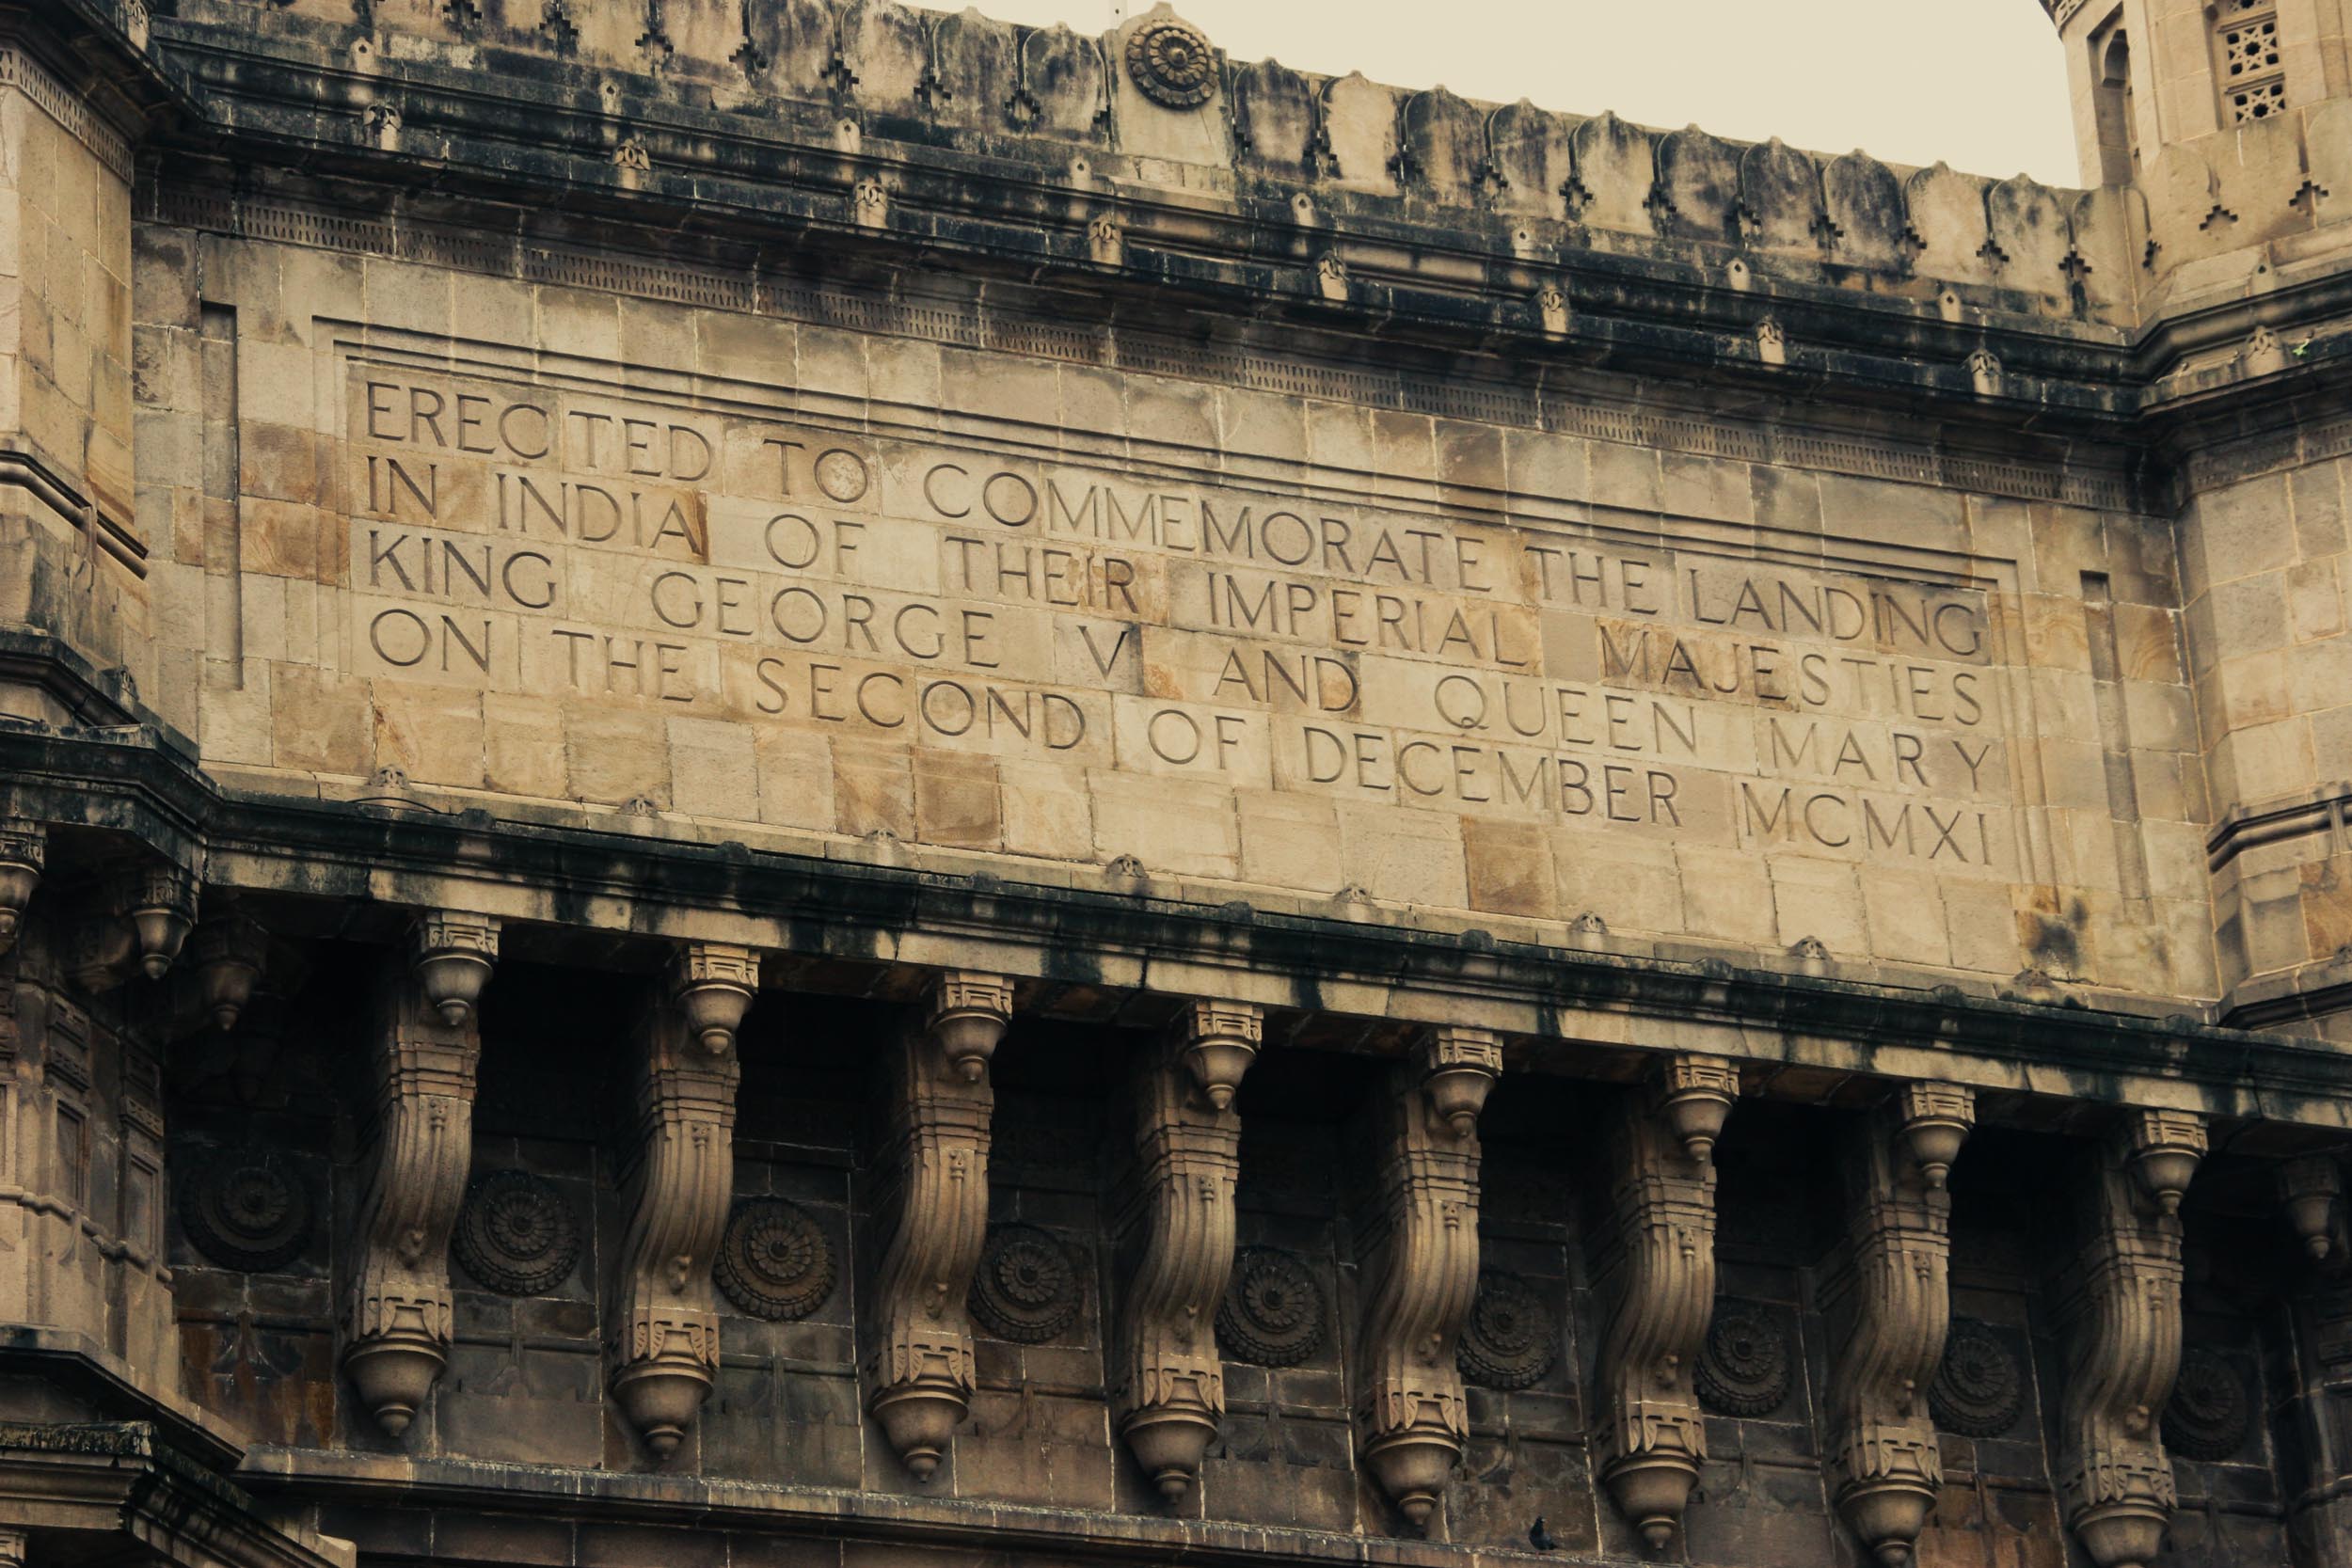 ERECTED TO COMMEMORATE THE LANDING
IN INDIA OF THEIR IMPERIAL MAJESTIES
KING GEORGE V AND QUEEN MARY
ON THE SECOND OF DECEMBER MCMXI